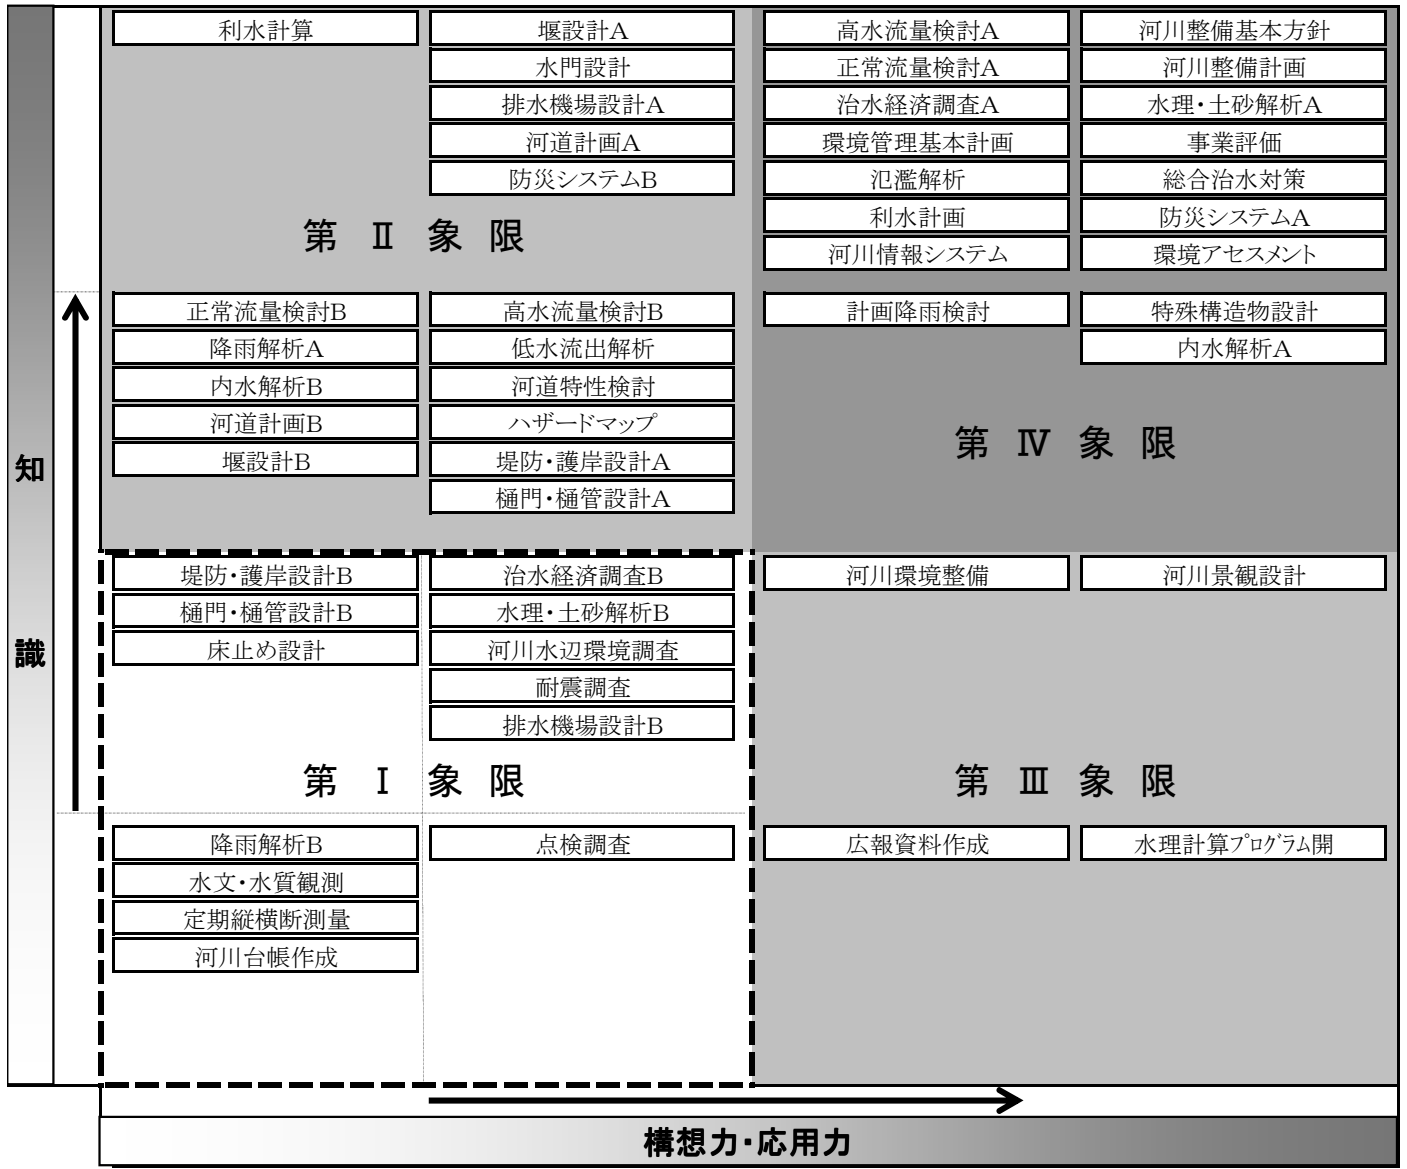 利水計算
堰設計A
水門設計
排水機場設計A
河道計画A
防災システムB
高水流量検討A
正常流量検討A
治水経済調査A
環境管理基本計画
氾濫解析
利水計画
河川情報システム
河川整備基本方針
河川整備計画
水理・土砂解析A
事業評価
総合治水対策
防災システムA
環境アセスメント
第 Ⅱ 象 限
正常流量検討B
降雨解析A
内水解析B
河道計画B
堰設計B
高水流量検討B
低水流出解析
河道特性検討
ハザードマップ
堤防・護岸設計A
樋門・樋管設計A
計画降雨検討
特殊構造物設計
内水解析A
第 Ⅳ 象 限
知
識
堤防・護岸設計B
樋門・樋管設計B
床止め設計
治水経済調査B
水理・土砂解析B
河川水辺環境調査
耐震調査
排水機場設計B
河川環境整備
河川景観設計
第 Ⅰ 象 限
第 Ⅲ 象 限
降雨解析B
水文・水質観測
定期縦横断測量
河川台帳作成
点検調査
広報資料作成
水理計算プログラム開
構想力・応用力